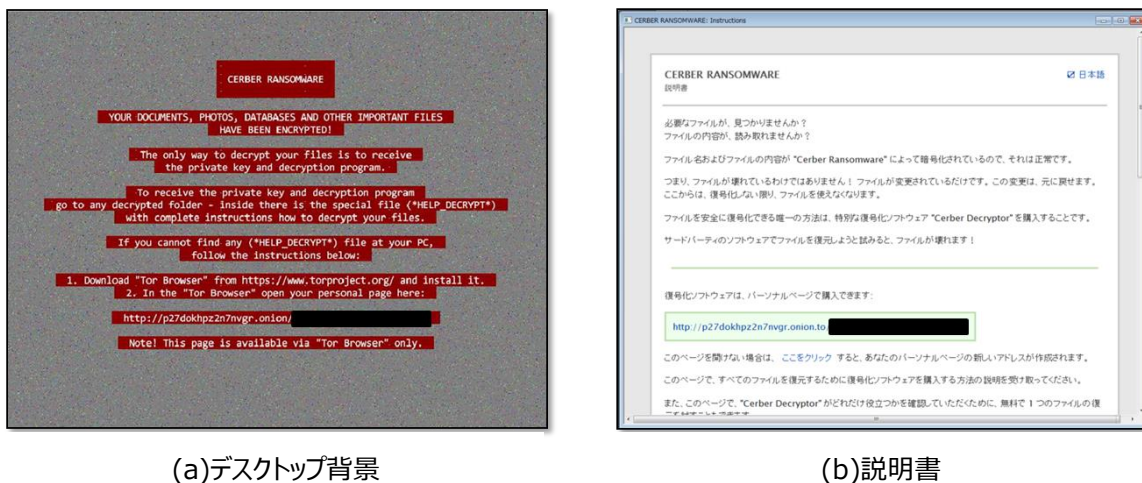 CERBER RANSOMWARE
YOUR DOCUMENTS, PHOTOS, DATABASES AND OTHER IMPORTANT FILES
HAVE BEEN ENCRYPTED!
The only way to decrypt your files is to receive
the private key and decryption program.
To receive the private key and decryption program
go to any decrypted folder - inside there is the special file (*HELP_DECRYPT*)
with complete instructions how to decrypt your files.
If you cannot find any (*HELP_DECRYPT*) file at your PC,
follow the instructions below:
1. Download "Tor Browser" from https://www.torproject.org/ and install it.
2. In the "Tor Browser" open your personal page here:
http://p27dokhpz2n7nvgr.onion/
Note! This page is available via "Tor Browser" only.
(a)デスクトップ背景
CERBER RANSOMWARE: Instructions
CERBER RANSOMWARE
日本語
説明書
必要なファイルが、見つかりませんか？
ファイルの内容が、読み取れませんか？
ファイル名およびファイルの内容が "Cerber Ransomware" によって暗号化されているので、それは正常です。
つまり、ファイルが壊れているわけではありません！ ファイルが変更されているだけです。この変更は、元に戻せます。
ここからは、復号化しない限り、ファイルを使えなくなります。
ファイルを安全に復号化できる唯一の方法は、特別な復号化ソフトウェア "Cerber Decryptor" を購入することです。
サードパーティのソフトウェアでファイルを復元しようと試みると、ファイルが壊れます！
復号化ソフトウェアは、パーソナルページで購入できます:
http://p27dokhpz2n7nvgr.onion.to/
このページを開けない場合は、 ここをクリック すると、あなたのパーソナルページの新しいアドレスが作成されます。
このページで、すべてのファイルを復元するために復号化ソフトウェアを購入する方法の説明を受け取ってください。
また、このページで、"Cerber Decryptor" がどれだけ役立つかを確認していただくために、無料で 1 つのファイルの復
(b)説明書